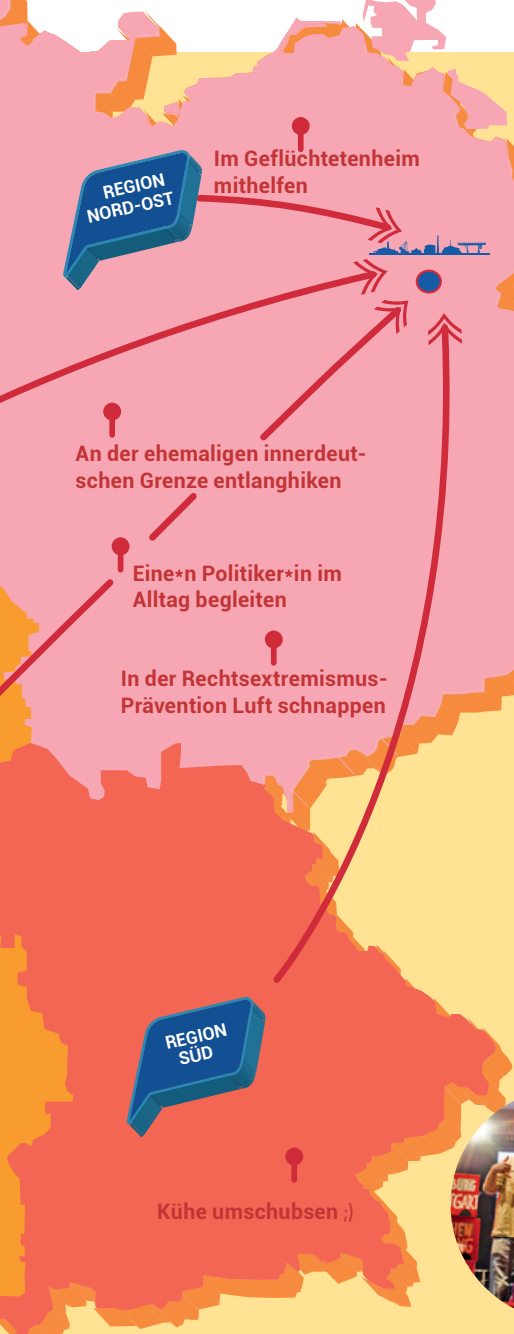 Im Geflüchtetenheim
mithelfen
REGION
NORD-OST
An der ehemaligen innerdeut-
schen Grenze entlanghiken
Eine*n Politiker*in im
Alltag begleiten
In der Rechtsextremismus-
Prävention Luft schnappen
REGION
SÜD
Kühe umschubsen ;)